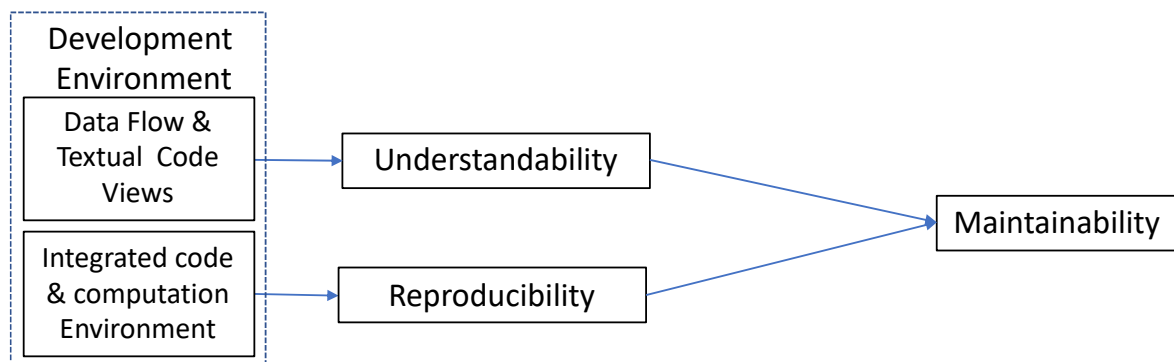 Development
Environment
Data Flow &
Textual Code
Views
Understandability
Maintainability
Integrated code
& computation
Environment
Reproducibility